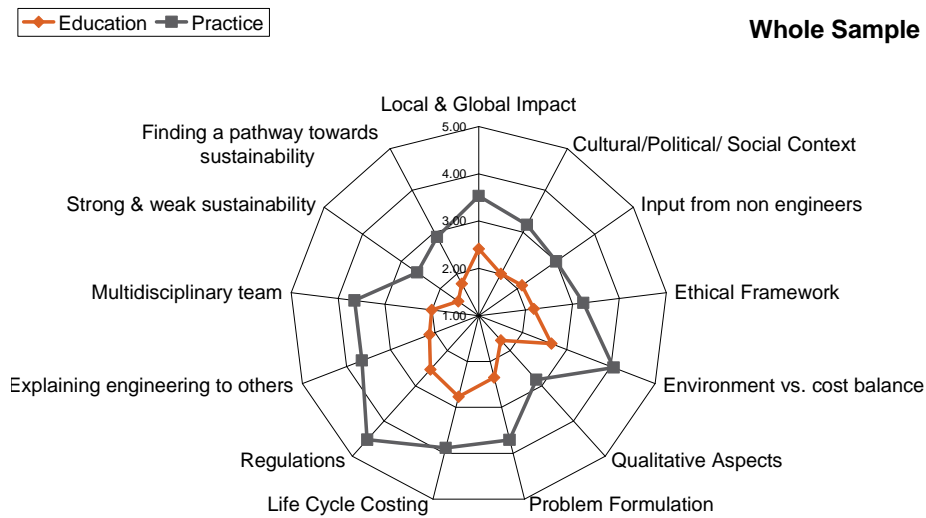 Education Practice
Whole Sample
Local & Global Impact
Finding a pathway towards
sustainability
5.00
Cultural/Political/ Social Context
4.00
Strong & weak sustainability
Input from non engineers
3.00
2.00
Multidisciplinary team
Ethical Framework
1.00
Explaining engineering to others
Environment vs. cost balance
Regulations
Qualitative Aspects
Life Cycle Costing
Problem Formulation